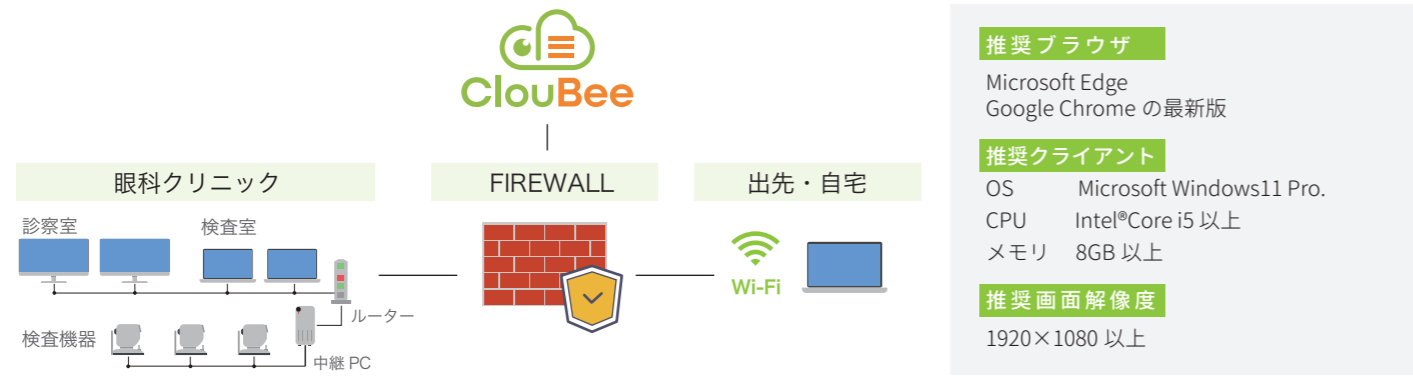 ClouBee
眼科クリニック
FIREWALL
出先・自宅
診察室
検査室
Wi-Fi
ルーター
検査機器
中継 PC
推奨ブラウザ
Microsoft Edge
Google Chrome の最新版
推奨クライアント
OS Microsoft Windows11 Pro.
CPU Intel®Core i5 以上
メモリ 8GB 以上
推奨画面解像度
1920×1080 以上